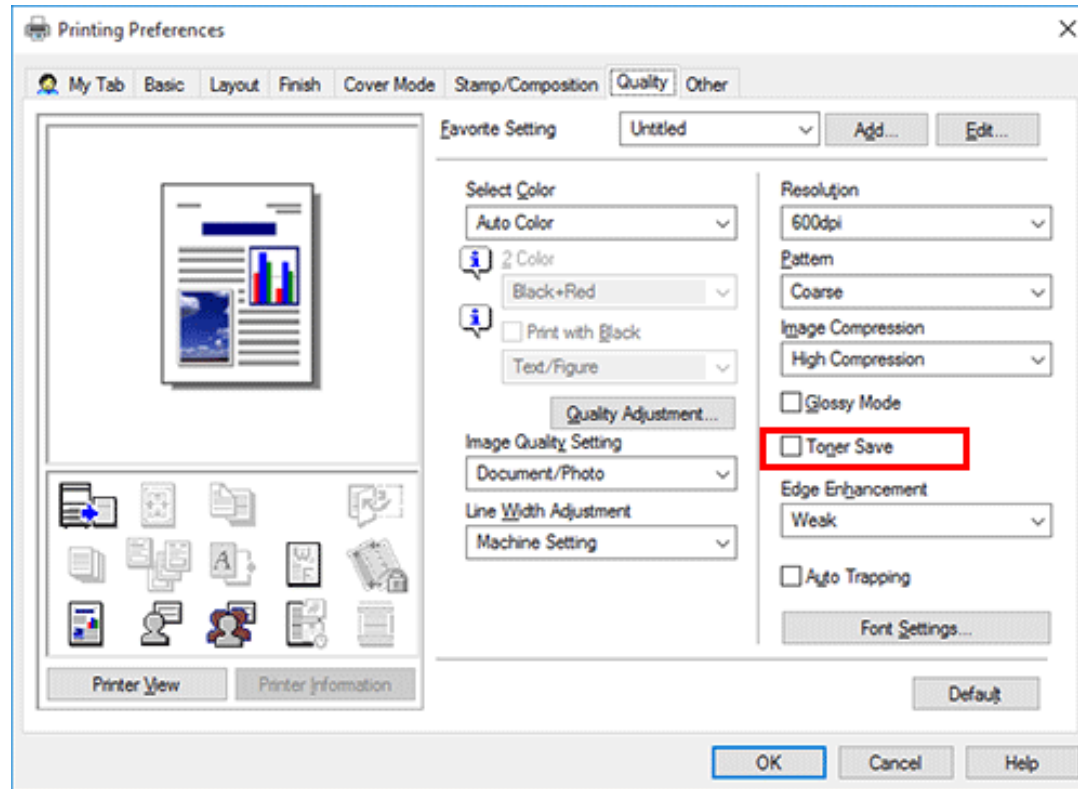 Printing Preferences
My Tab Basic Layout Finish Cover Mode Stamp/Composition Quality Other
Favorite Setting Untitled Add... Edit...
Select Color
Auto Color
2 Color
Black+Red
Print with Black
Text/Figure
Quality Adjustment...
Image Quality Setting
Document/Photo
Line Width Adjustment
Machine Setting
Resolution
600dpi
Pattern
Coarse
Image Compression
High Compression
Glossy Mode
Toner Save
Edge Enhancement
Weak
Auto Trapping
Font Settings...
Printer View Printer Information
Default
OK Cancel Help